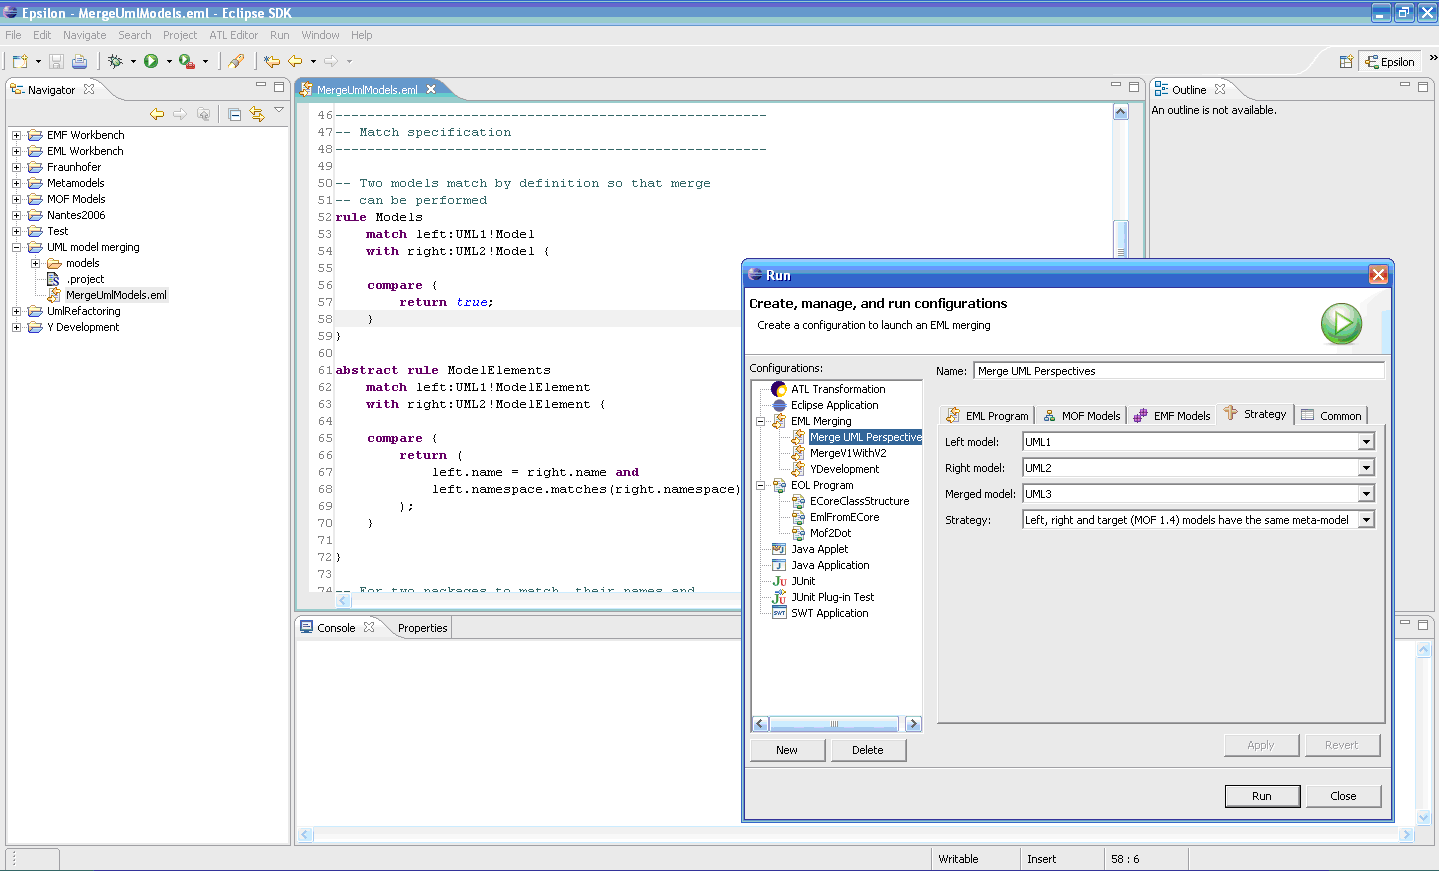 Epsilon - MergeUmlModels.eml - Eclipse SDK
File Edit Navigate Search Project ATL Editor Run Window Help
Epsilon
»
Navigator
EMF Workbench
EML Workbench
Fraunhofer
Metamodels
MOF Models
Nantes2006
Test
UML model merging
models
.project
MergeUmlModels.eml
UmlRefactoring
Y Development
MergeUmlModels.eml
46 ------------------------------------------------------
47 -- Match specification
48 ------------------------------------------------------
49
50 -- Two models match by definition so that merge
51 -- can be performed
52 rule Models
53 match left:UML1!Model
54 with right:UML2!Model {
55
56 compare {
57 return true;
58 }
59 }
60
61 abstract rule ModelElements
62 match left:UML1!ModelElement
63 with right:UML2!ModelElement {
64
65 compare {
66 return (
67 left.name = right.name and
68 left.namespace.matches(right.namespace)
69 );
70 }
71
72 }
73
74 -- For two packages to match, their names and
Outline
An outline is not available.
Console Properties
Run
Create, manage, and run configurations
Create a configuration to launch an EML merging
Configurations:
ATL Transformation
Eclipse Application
EML Merging
Merge UML Perspective
MergeV1WithV2
YDevelopment
EOL Program
ECoreClassStructure
EmlFromECore
Mof2Dot
Java Applet
Java Application
JUnit
JUnit Plug-in Test
SWT Application
New Delete
Name: Merge UML Perspectives
EML Program MOF Models EMF Models Strategy Common
Left model: UML1
Right model: UML2
Merged model: UML3
Strategy: Left, right and target (MOF 1.4) models have the same meta-model
Apply Revert
Run Close
Writable Insert 58 : 6